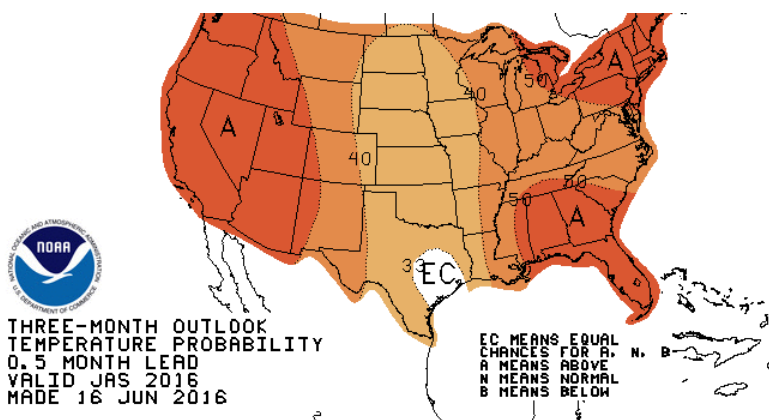 A
50
40
A
40
50
50
A
33
EC
NATIONAL OCEANIC AND ATMOSPHERIC ADMINISTRATION
NOAA
U.S. DEPARTMENT OF COMMERCE
THREE-MONTH OUTLOOK
TEMPERATURE PROBABILITY
0.5 MONTH LEAD
VALID JAS 2016
MADE 16 JUN 2016
EC MEANS EQUAL
CHANCES FOR A, N, B
A MEANS ABOVE
N MEANS NORMAL
B MEANS BELOW